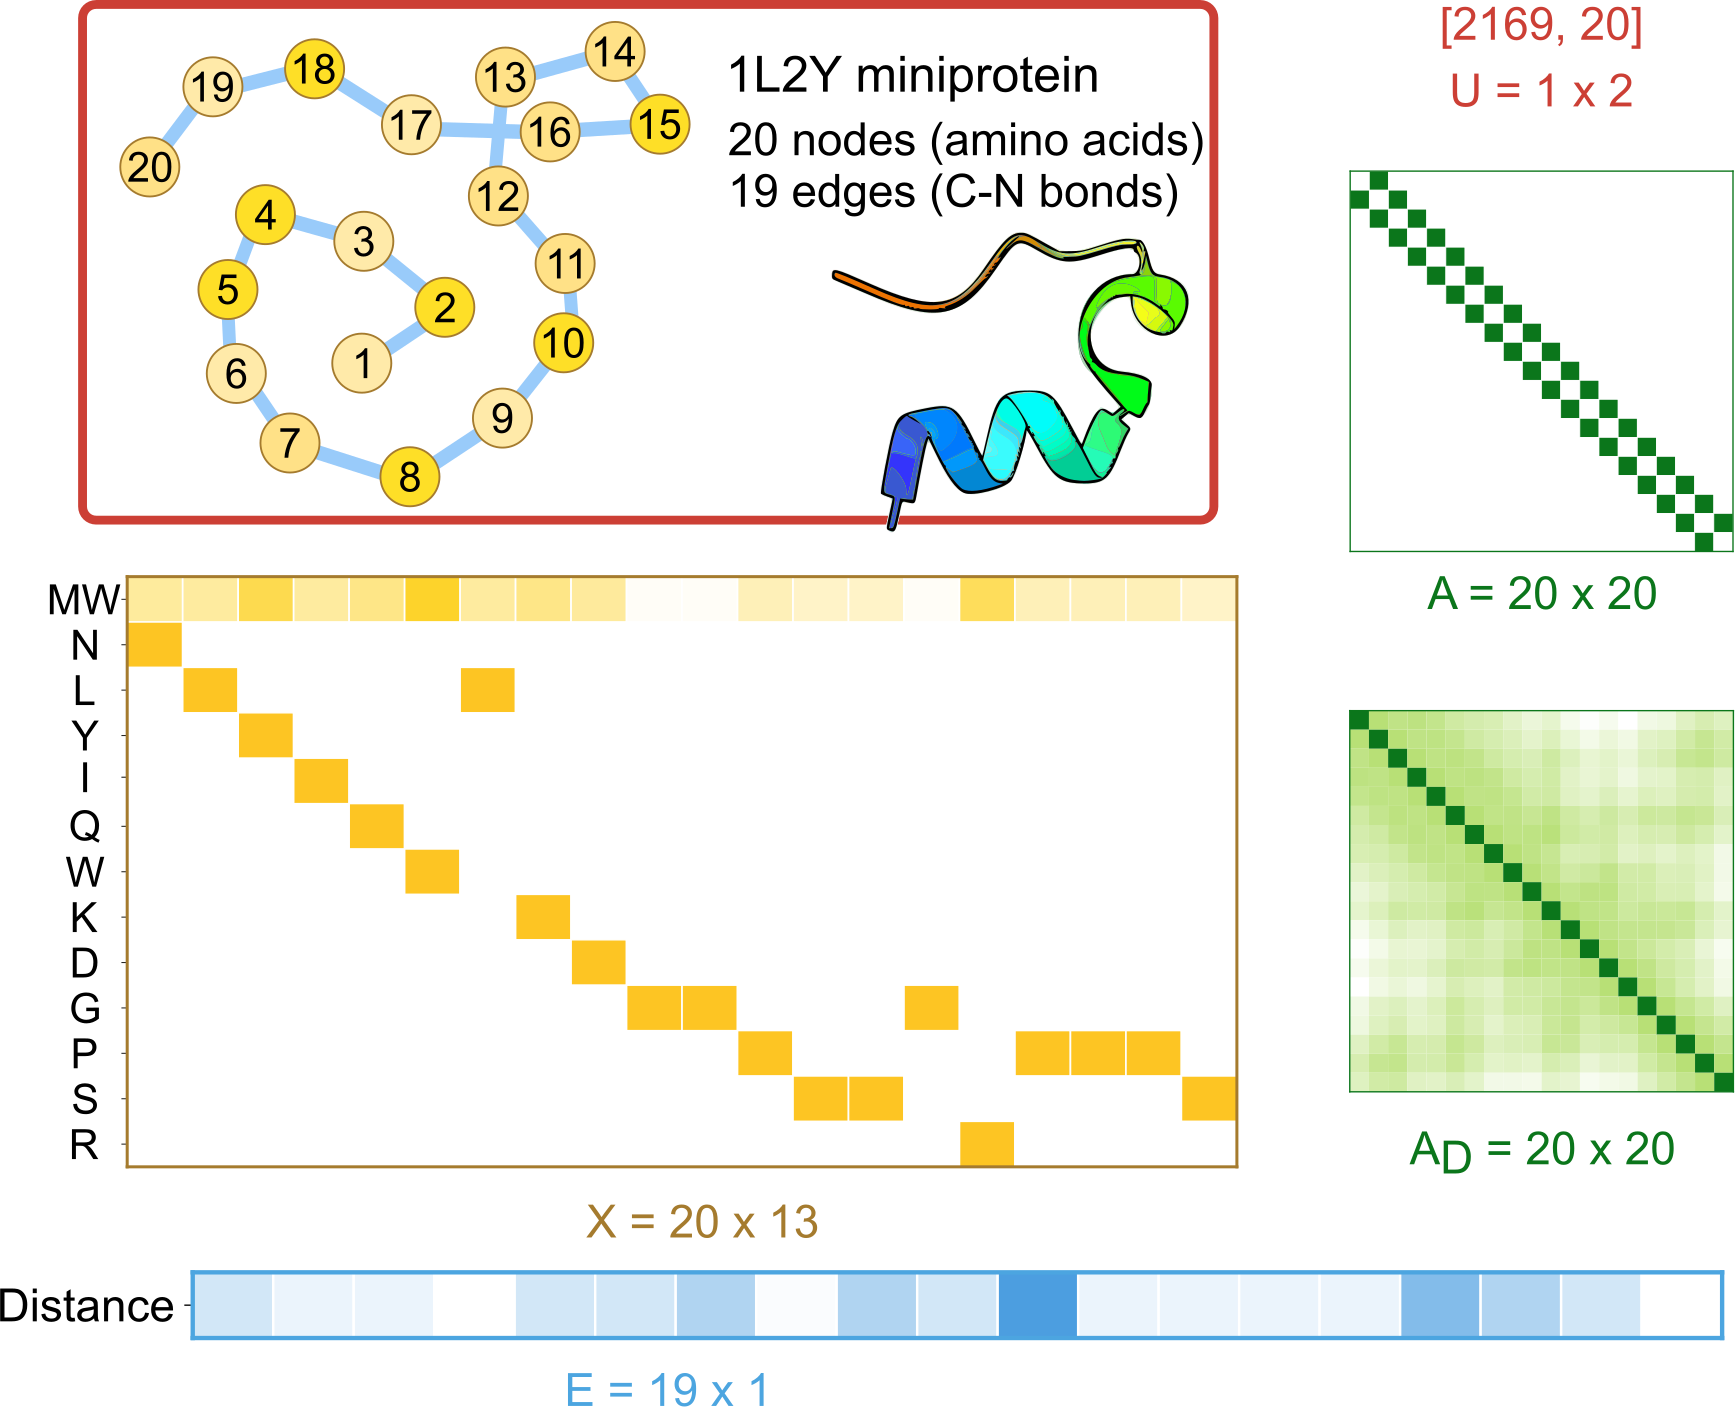 1L2Y miniprotein
20 nodes (amino acids)
19 edges (C-N bonds)
1
2
3
4
5
6
7
8
9
10
11
12
13
14
15
16
17
18
19
20
[2169, 20]
U = 1 x 2
A = 20 x 20
A_D = 20 x 20
MW
N
L
Y
I
Q
W
K
D
G
P
S
R
X = 20 x 13
Distance
E = 19 x 1